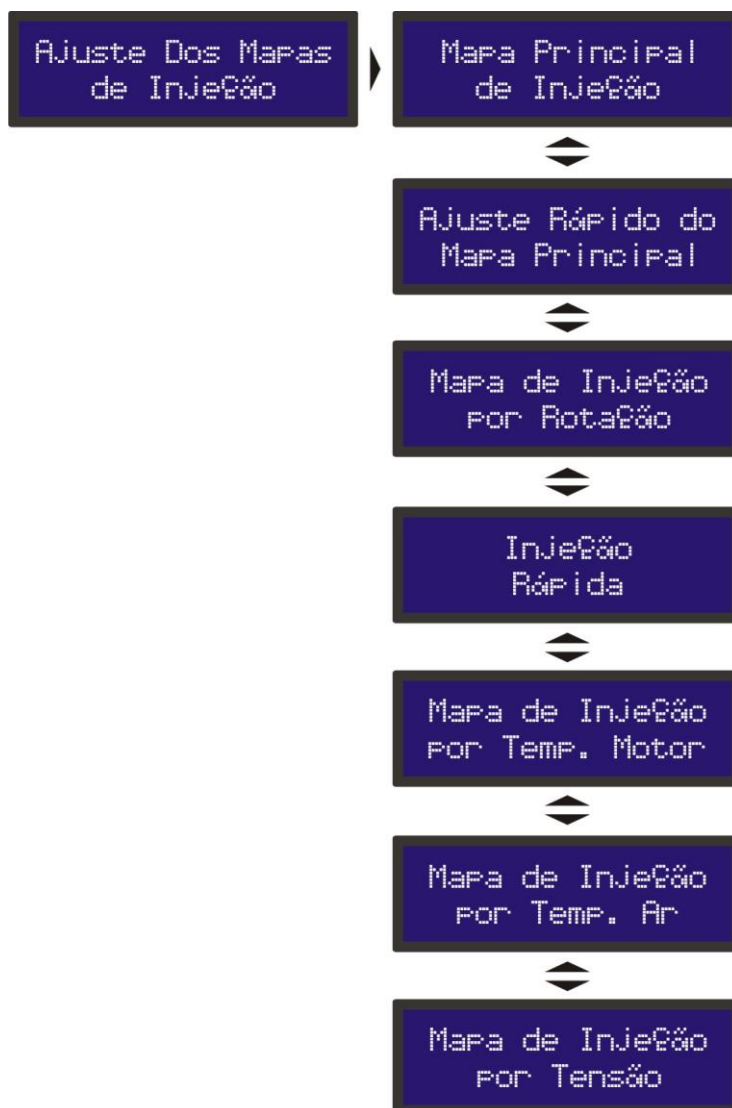 Ajuste Dos Mapas
de Injeção
Mapa Principal
de Injeção
Ajuste Rápido do
Mapa Principal
Mapa de Injeção
por Rotação
Injeção
Rápida
Mapa de Injeção
por Temp. Motor
Mapa de Injeção
por Temp. Ar
Mapa de Injeção
por Tensão